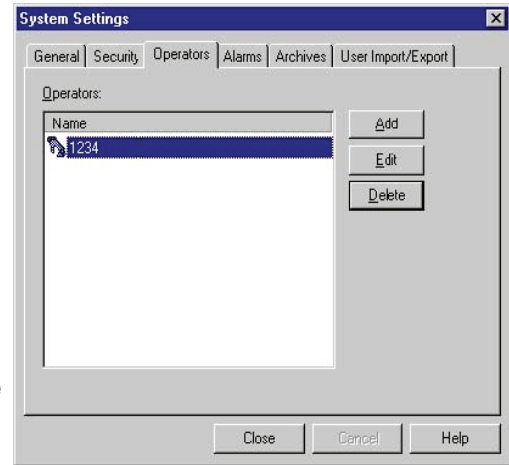 System Settings
General Security Operators Alarms Archives User Import/Export
Operators:
Name
1234
Add
Edit
Delete
Close Cancel Help